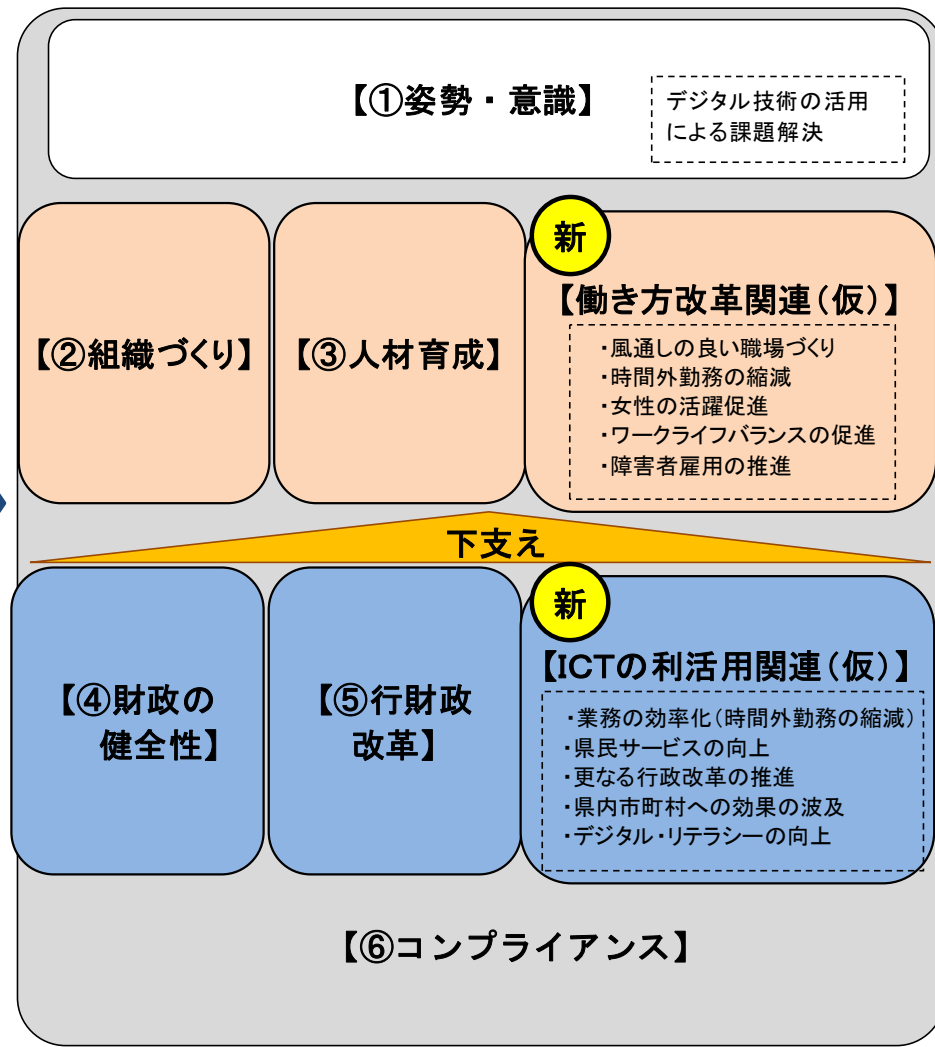 【①姿勢・意識】
デジタル技術の活用
による課題解決
【②組織づくり】
【③人材育成】
新
【働き方改革関連(仮)】
・風通しの良い職場づくり
・時間外勤務の縮減
・女性の活躍促進
・ワークライフバランスの促進
・障害者雇用の推進
下支え
【④財政の
健全性】
【⑤行財政
改革】
新
【ICTの利活用関連(仮)】
・業務の効率化(時間外勤務の縮減)
・県民サービスの向上
・更なる行政改革の推進
・県内市町村への効果の波及
・デジタル・リテラシーの向上
【⑥コンプライアンス】